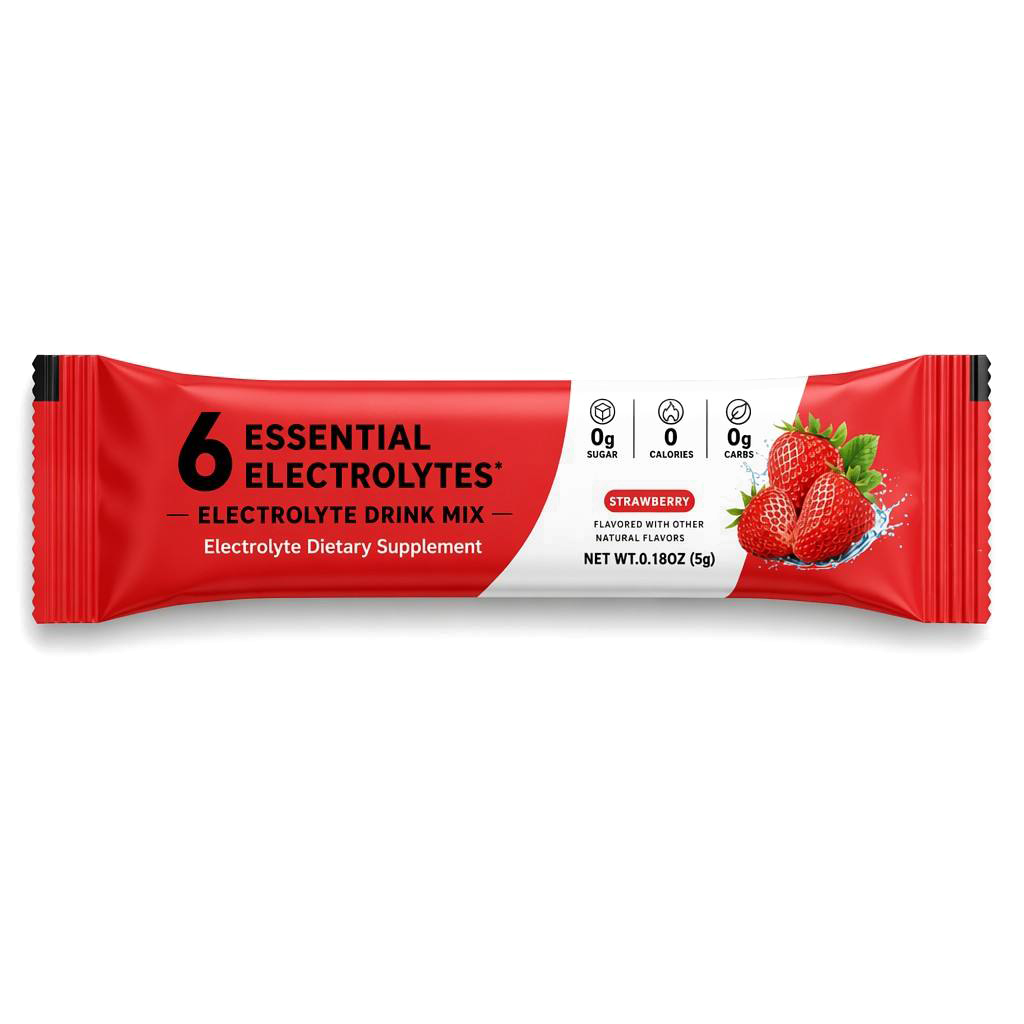 6 ESSENTIAL
ELECTROLYTES*
— ELECTROLYTE DRINK MIX —
Electrolyte Dietary Supplement
0g
SUGAR
0
CALORIES
0g
CARBS
STRAWBERRY
FLAVORED WITH OTHER
NATURAL FLAVORS
NET WT.0.18OZ (5g)